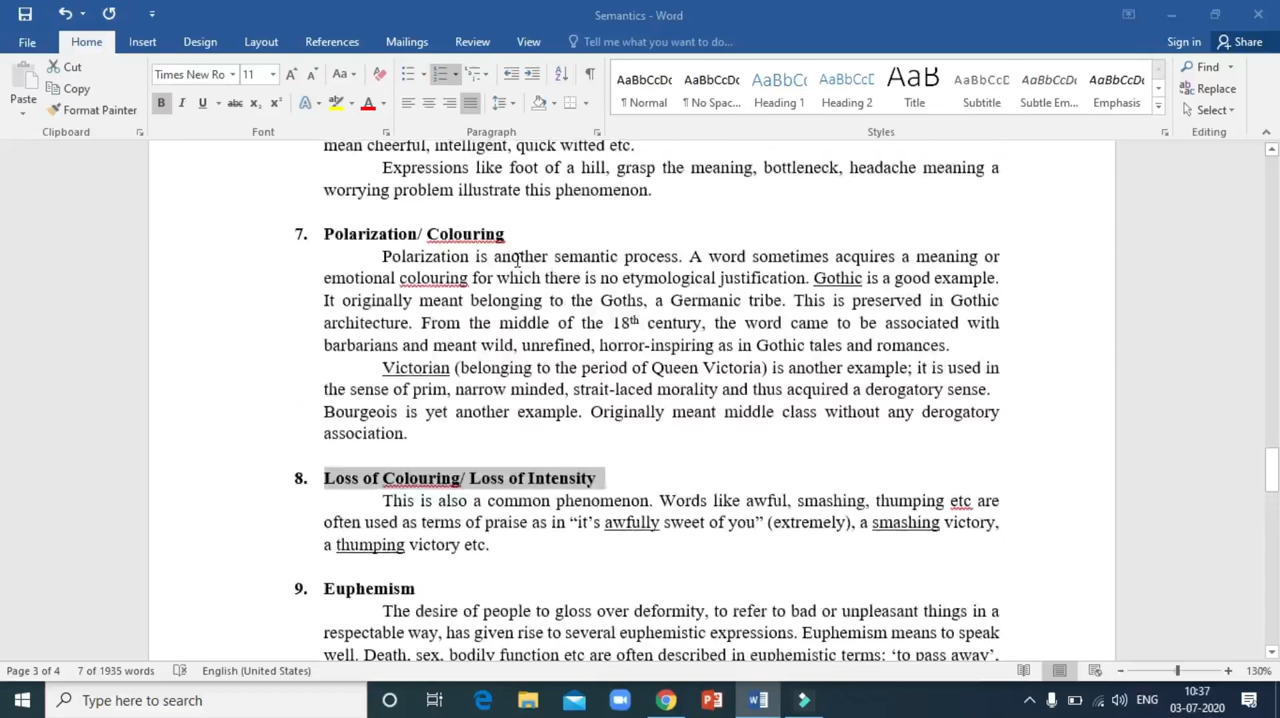 Semantics - Word
File Home Insert Design Layout References Mailings Review View Tell me what you want to do... Sign in Share
Paste Cut Copy Format Painter Clipboard
Times New Ro 11 Font
Paragraph
AaBbCcDc AaBbCcDc AaBbCc AaBbCcC AaB AaBbCcD AaBbCcDc AaBbCcDc
¶ Normal ¶ No Spac... Heading 1 Heading 2 Title Subtitle Subtle Em... Emphasis
Styles
Find Replace Select Editing
mean cheerful, intelligent, quick witted etc.
Expressions like foot of a hill, grasp the meaning, bottleneck, headache meaning a
worrying problem illustrate this phenomenon.
7. Polarization/ Colouring
Polarization is another semantic process. A word sometimes acquires a meaning or
emotional colouring for which there is no etymological justification. Gothic is a good example.
It originally meant belonging to the Goths, a Germanic tribe. This is preserved in Gothic
architecture. From the middle of the 18th century, the word came to be associated with
barbarians and meant wild, unrefined, horror-inspiring as in Gothic tales and romances.
Victorian (belonging to the period of Queen Victoria) is another example; it is used in
the sense of prim, narrow minded, strait-laced morality and thus acquired a derogatory sense.
Bourgeois is yet another example. Originally meant middle class without any derogatory
association.
8. Loss of Colouring/ Loss of Intensity
This is also a common phenomenon. Words like awful, smashing, thumping etc are
often used as terms of praise as in “it’s awfully sweet of you” (extremely), a smashing victory,
a thumping victory etc.
9. Euphemism
The desire of people to gloss over deformity, to refer to bad or unpleasant things in a
respectable way, has given rise to several euphemistic expressions. Euphemism means to speak
well. Death, sex, bodily function etc are often described in euphemistic terms: ‘to pass away’,
Page 3 of 4 7 of 1935 words English (United States) 130%
Type here to search
ENG 10:37
03-07-2020